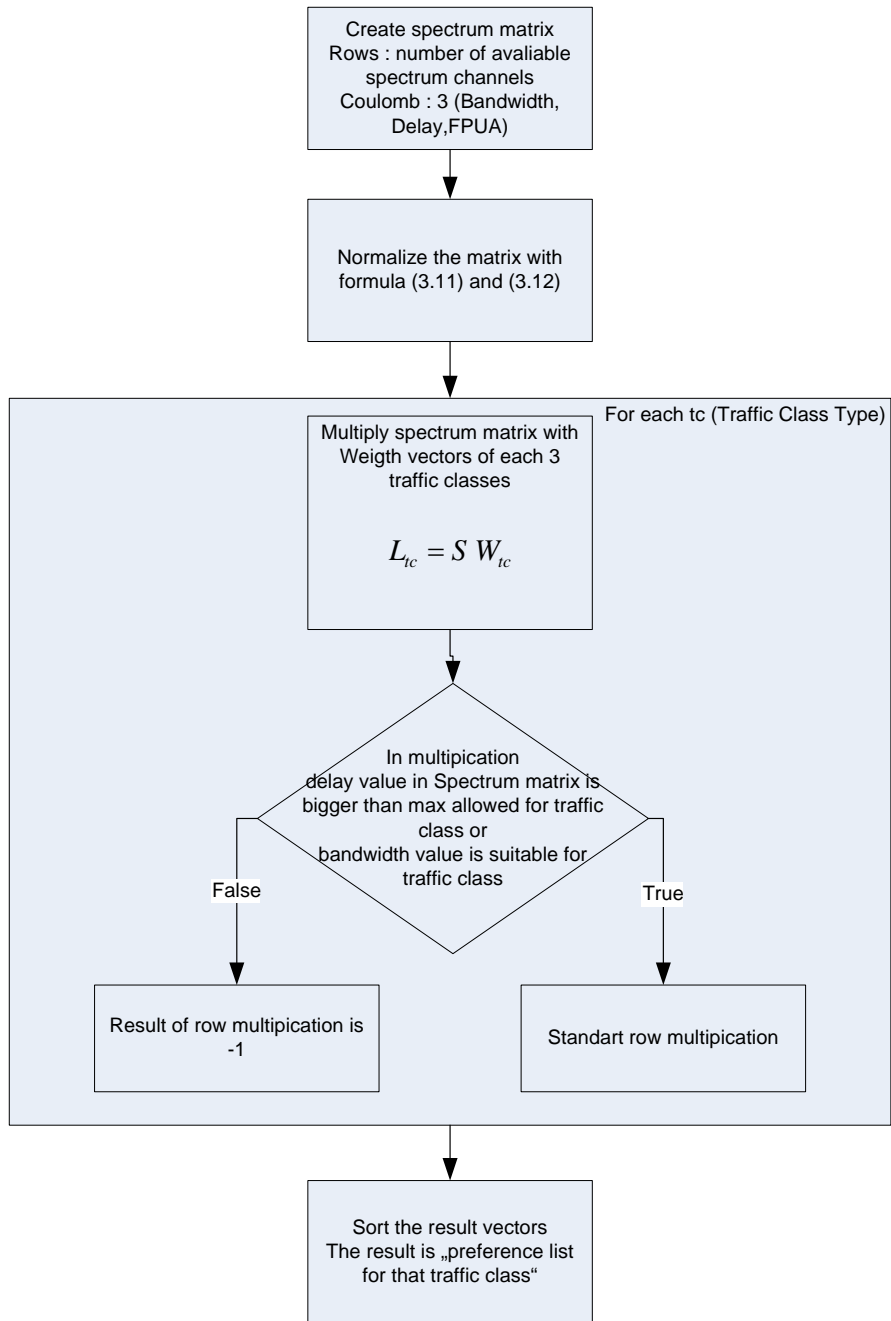 Create spectrum matrix
Rows : number of avaliable
spectrum channels
Coulomb : 3 (Bandwidth,
Delay,FPUA)
Normalize the matrix with
formula (3.11) and (3.12)
For each tc (Traffic Class Type)
Multiply spectrum matrix with
Weigth vectors of each 3
traffic classes
L_tc = S W_tc
In multipication
delay value in Spectrum matrix is
bigger than max allowed for traffic
class or
bandwidth value is suitable for
traffic class
False
True
Result of row multipication is
-1
Standart row multipication
Sort the result vectors
The result is „preference list
for that traffic class“